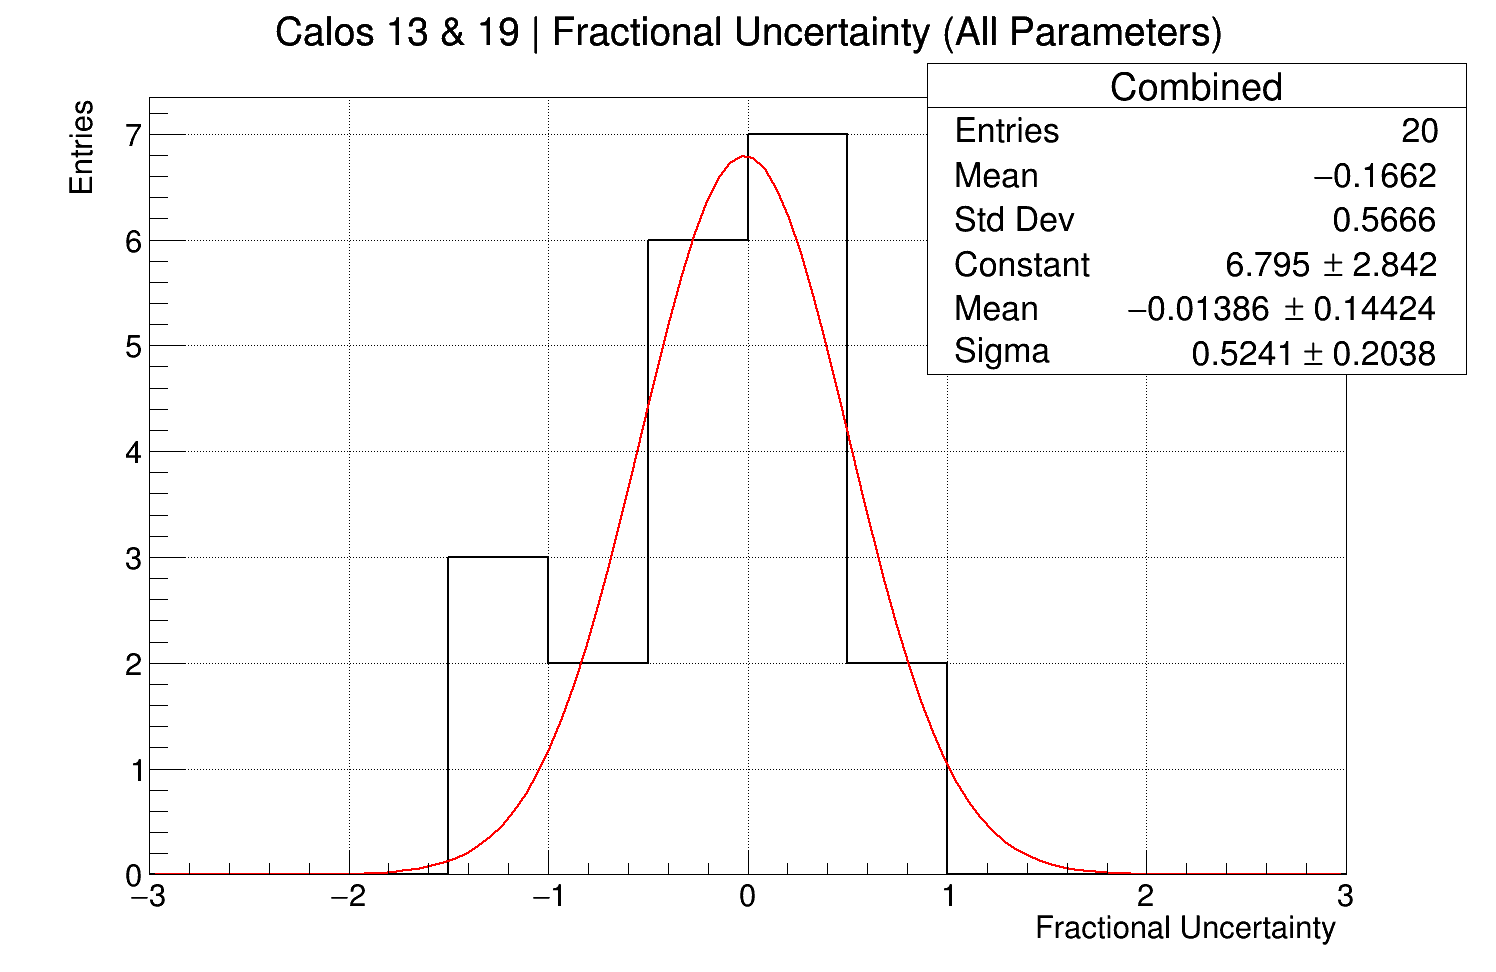 Calos 13 & 19 | Fractional Uncertainty (All Parameters)
Combined
Entries 20
Mean −0.1662
Std Dev 0.5666
Constant 6.795 ± 2.842
Mean −0.01386 ± 0.14424
Sigma 0.5241 ± 0.2038
Entries
7
6
5
4
3
2
1
0
−3 −2 −1 0 1 2 3
Fractional Uncertainty